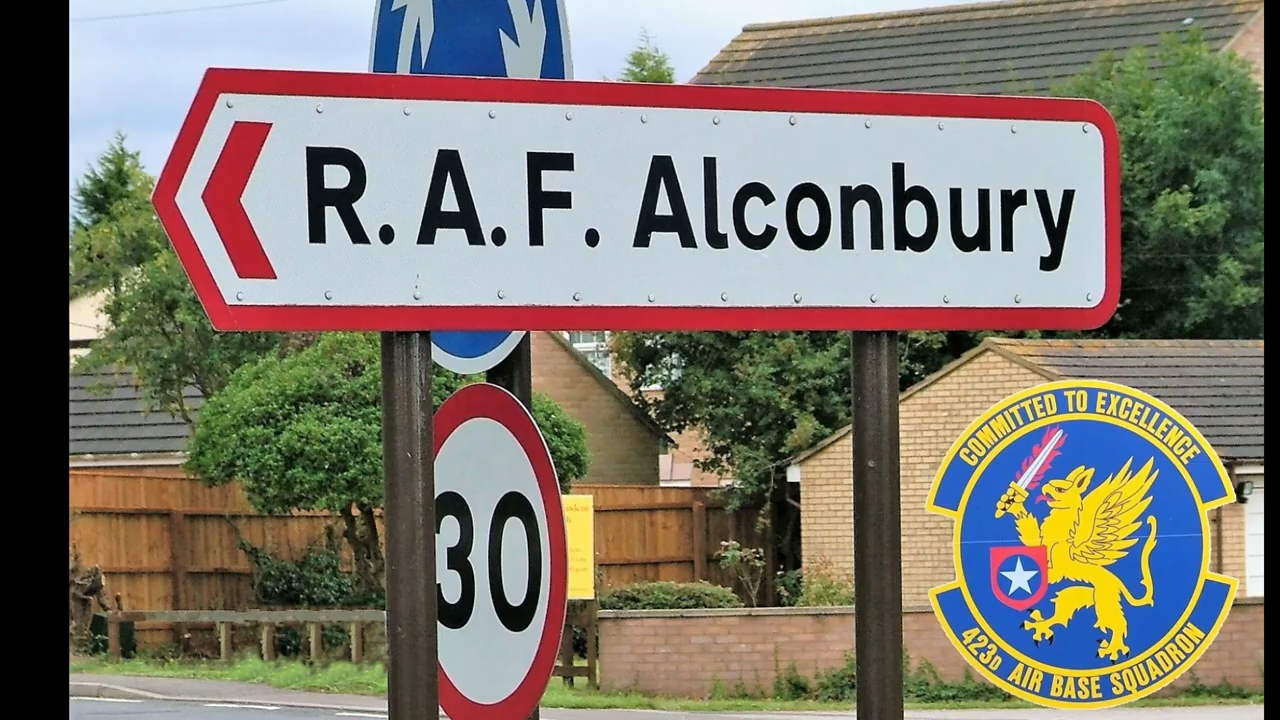 R.A.F. Alconbury
30
COMMITTED TO EXCELLENCE
423D AIR BASE SQUADRON